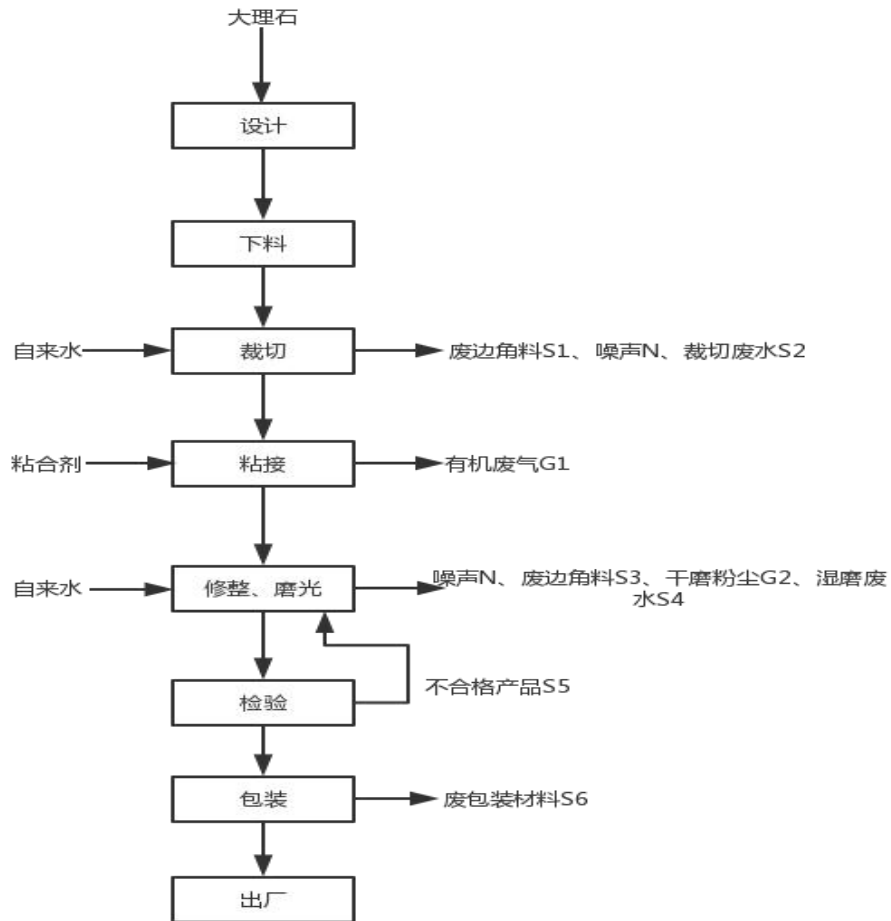 大理石
设计
下料
自来水
裁切
废边角料S1、噪声N、裁切废水S2
粘合剂
粘接
有机废气G1
自来水
修整、磨光
噪声N、废边角料S3、干磨粉尘G2、湿磨废
水S4
不合格产品S5
检验
包装
废包装材料S6
出厂